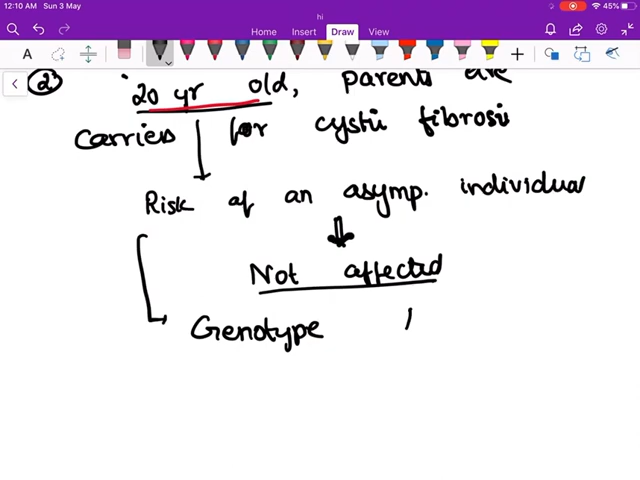 12:10 AM Sun 3 May
hi
45%
Home Insert Draw View
A
② 20 yr old, parents are
carriers for cystic fibrosis
Risk of an asymp. individual
Not affected
Genotype